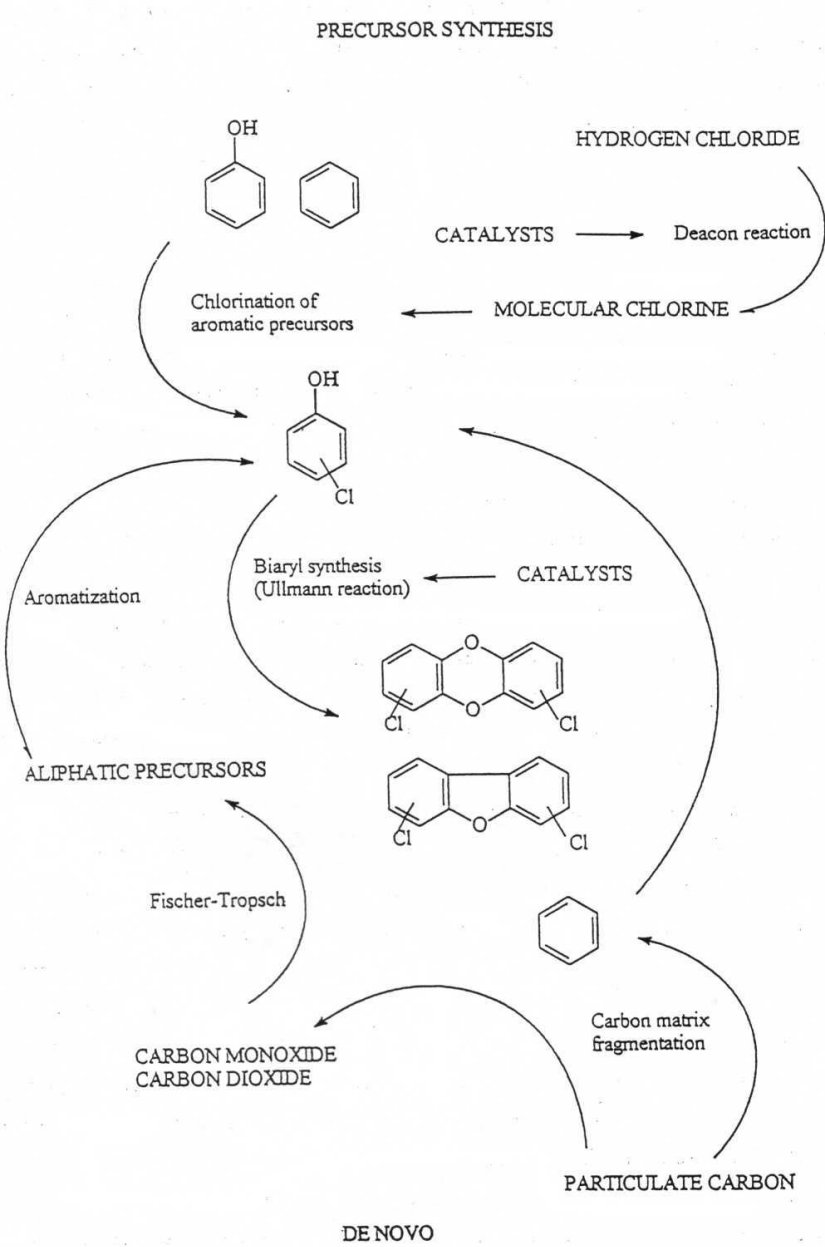 PRECURSOR SYNTHESIS
OH
HYDROGEN CHLORIDE
CATALYSTS
Deacon reaction
Chlorination of
aromatic precursors
MOLECULAR CHLORINE
OH
Cl
Biaryl synthesis
(Ullmann reaction)
CATALYSTS
Aromatization
O
O
Cl
Cl
ALIPHATIC PRECURSORS
O
Cl
Cl
Fischer-Tropsch
Carbon matrix
fragmentation
CARBON MONOXIDE
CARBON DIOXIDE
PARTICULATE CARBON
DE NOVO